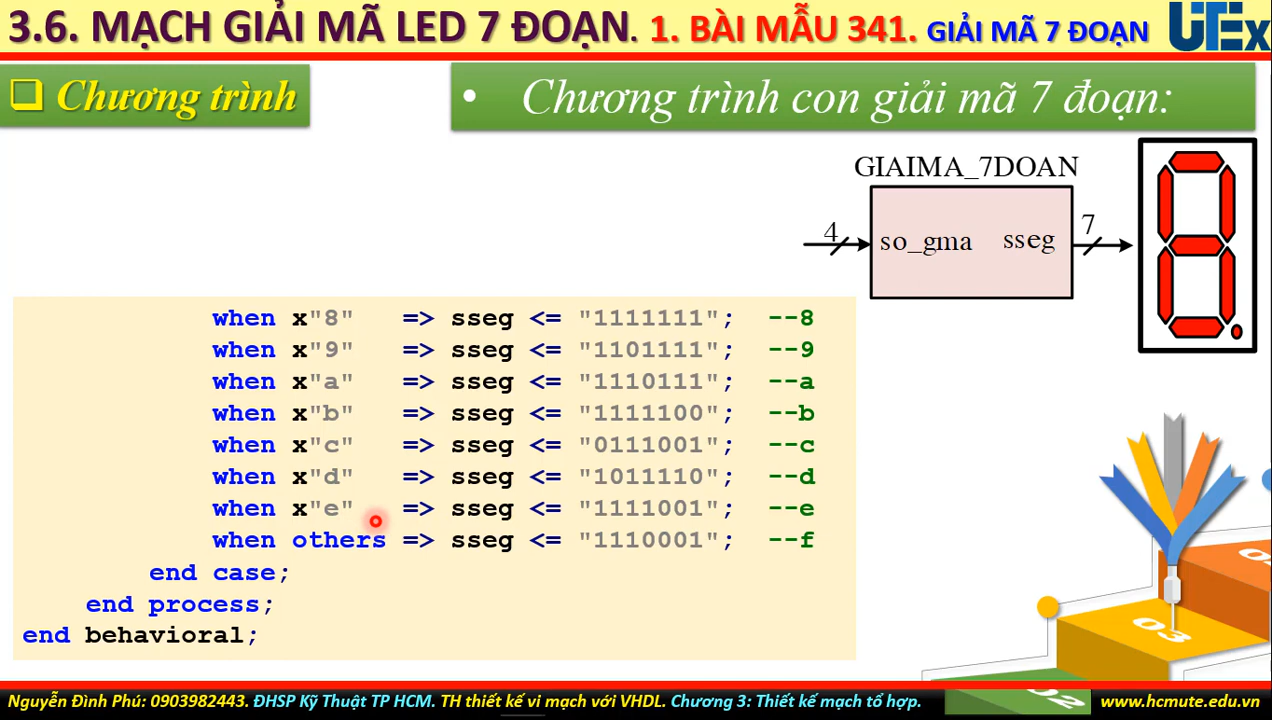 3.6. MẠCH GIẢI MÃ LED 7 ĐOẠN. 1. BÀI MẪU 341. GIẢI MÃ 7 ĐOẠN UTEx
❑ Chương trình
• Chương trình con giải mã 7 đoạn:
GIAIMA_7DOAN
4 so_gma sseg 7
when x"8" => sseg <= "1111111"; --8
when x"9" => sseg <= "1101111"; --9
when x"a" => sseg <= "1110111"; --a
when x"b" => sseg <= "1111100"; --b
when x"c" => sseg <= "0111001"; --c
when x"d" => sseg <= "1011110"; --d
when x"e" => sseg <= "1111001"; --e
when others => sseg <= "1110001"; --f
end case;
end process;
end behavioral;
03
02
Nguyễn Đình Phú: 0903982443. ĐHSP Kỹ Thuật TP HCM. TH thiết kế vi mạch với VHDL. Chương 3: Thiết kế mạch tổ hợp. www.hcmute.edu.vn